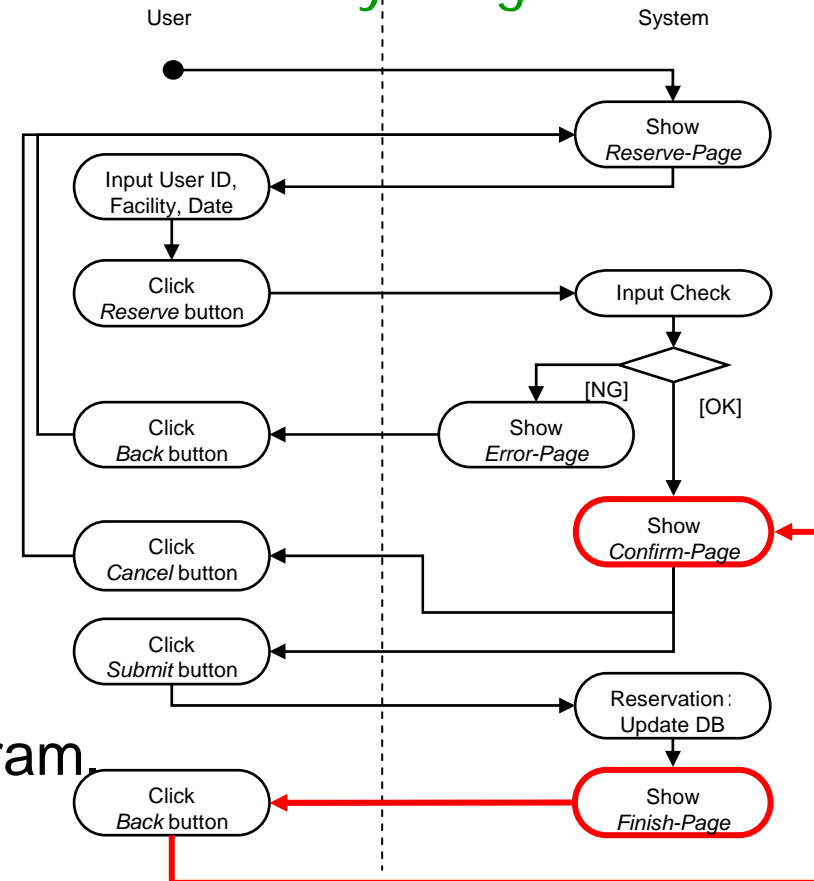 User
System
Show
Reserve-Page
Input User ID,
Facility, Date
Click
Reserve button
Input Check
[NG]
[OK]
Click
Back button
Show
Error-Page
Show
Confirm-Page
Click
Cancel button
Click
Submit button
Reservation:
Update DB
ram.
Click
Back button
Show
Finish-Page